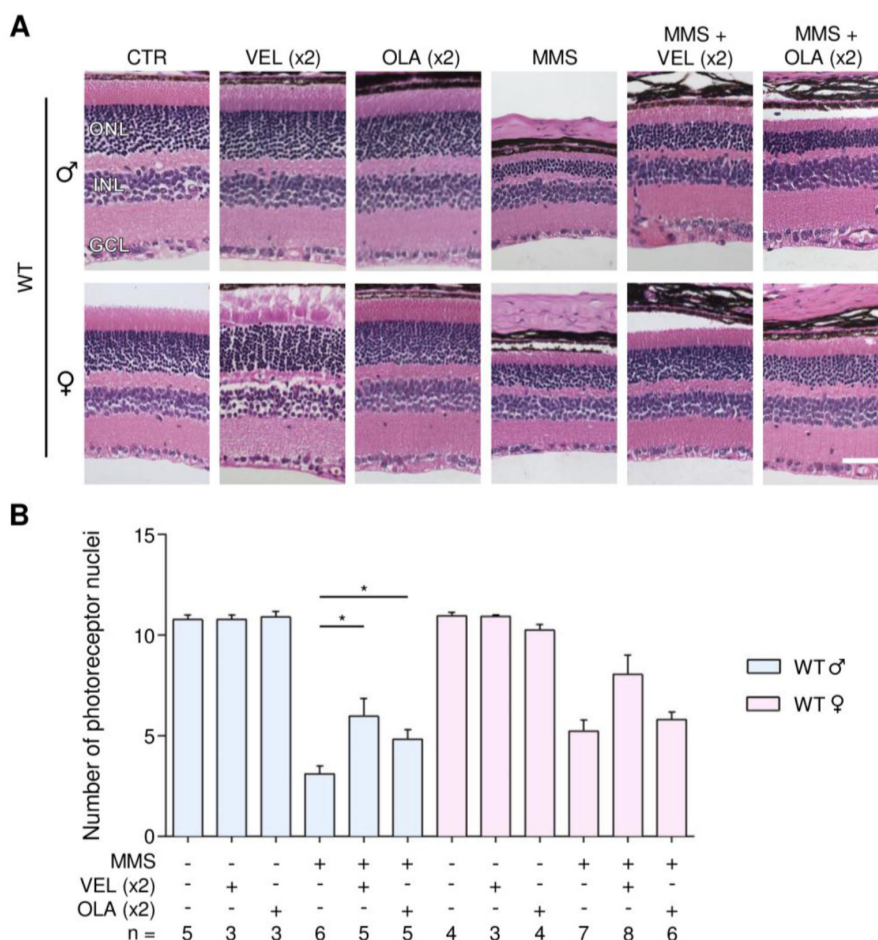 A
CTR VEL (x2) OLA (x2) MMS MMS + VEL (x2) MMS + OLA (x2)
WT
♂
ONL
INL
GCL
♀
B
Number of photoreceptor nuclei
15
10
5
0
* *
WT ♂
WT ♀
MMS - - - + + + - - - + + +
VEL (x2) - + - - + - - + - - + -
OLA (x2) - - + - - + - - + - - +
n = 5 3 3 6 5 5 4 3 4 7 8 6